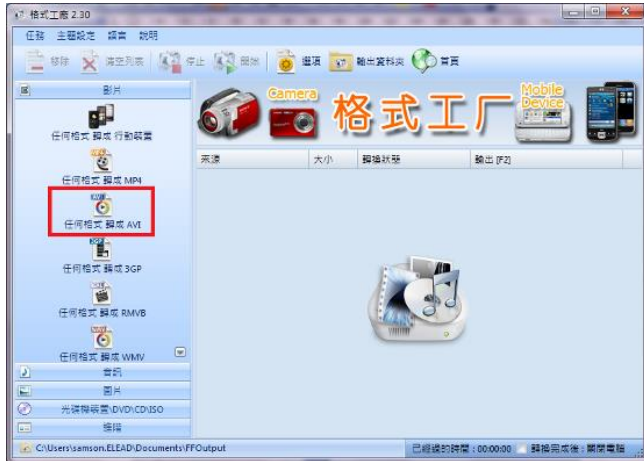 格式工廠 2.30
任務 主題設定 語言 說明
移除 清空列表 停止 開始 選項 輸出資料夾 首頁
影片
任何格式 轉成 行動裝置
任何格式 轉成 MP4
任何格式 轉成 AVI
任何格式 轉成 3GP
任何格式 轉成 RMVB
任何格式 轉成 WMV
音訊
圖片
光碟機裝置\DVD\CD\ISO
進階
Camera
格式工厂
Mobile Device
來源 大小 轉換狀態 輸出 [F2]
C:\Users\samson.ELEAD\Documents\FFOutput
已經過的時間 : 00:00:00 轉換完成後 : 關閉電腦